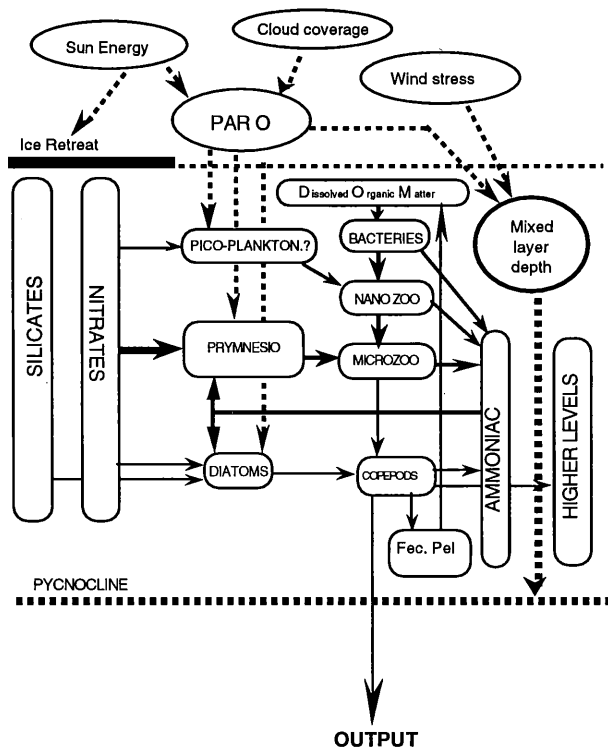 Cloud coverage
Sun Energy
Wind stress
PAR O
Ice Retreat
Dissolved Organic Matter
Mixed
layer
depth
BACTERIES
PICO-PLANKTON.?
NANO ZOO
SILICATES
NITRATES
PRYMNESIO
MICROZOO
AMMONIAC
HIGHER LEVELS
DIATOMS
COPEPODS
Fec. Pel
PYCNOCLINE
OUTPUT